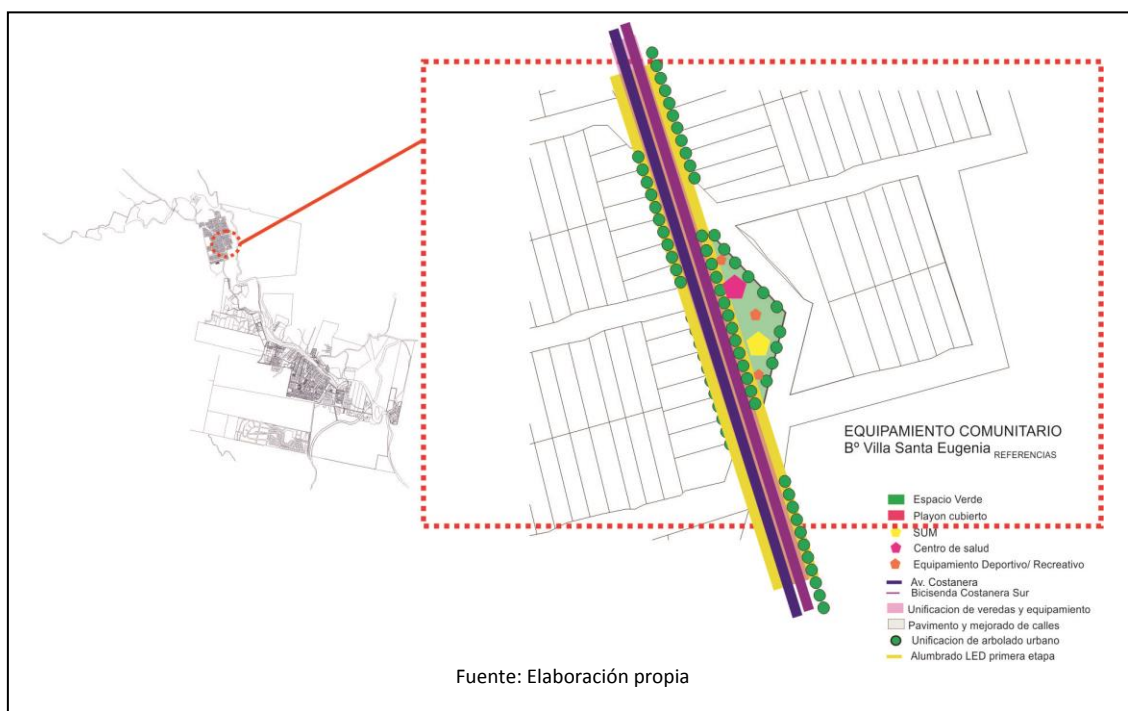 EQUIPAMIENTO COMUNITARIO
Bº Villa Santa Eugenia REFERENCIAS
Espacio Verde
Playon cubierto
SUM
Centro de salud
Equipamiento Deportivo/ Recreativo
Av. Costanera
Bicisenda Costanera Sur
Unificacion de veredas y equipamiento
Pavimento y mejorado de calles
Unificacion de arbolado urbano
Alumbrado LED primera etapa
Fuente: Elaboración propia